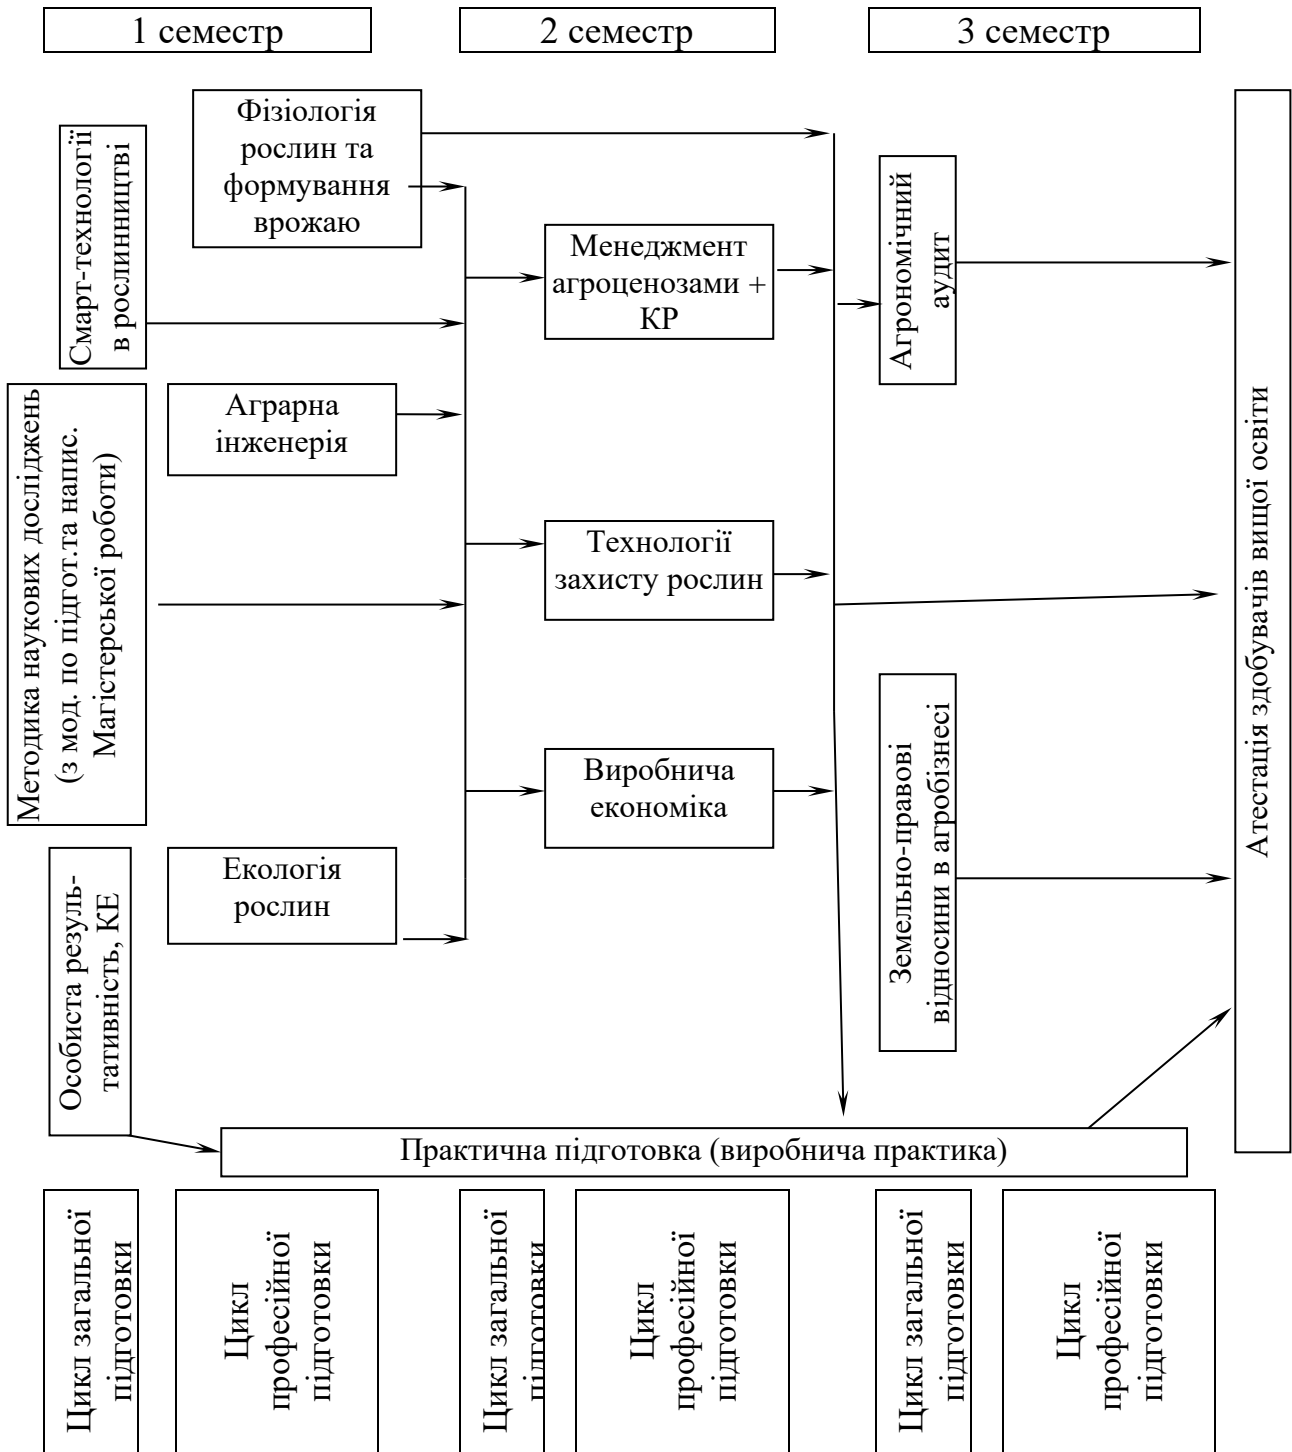 1 семестр
2 семестр
3 семестр
Фізіологія
рослин та
формування
врожаю
Смарт-технології
в рослинництві
Методика наукових досліджень
(з мод. по підгот.та напис.
Магістерської роботи)
Аграрна
інженерія
Екологія
рослин
Особиста резуль-
тативність, КЕ
Менеджмент
агроценозами +
КР
Технології
захисту рослин
Виробнича
економіка
Агрономічний
аудит
Земельно-правові
відносини в агробізнесі
Атестація здобувачів вищої освіти
Практична підготовка (виробнича практика)
Цикл загальної
підготовки
Цикл
професійної
підготовки
Цикл загальної
підготовки
Цикл
професійної
підготовки
Цикл загальної
підготовки
Цикл
професійної
підготовки